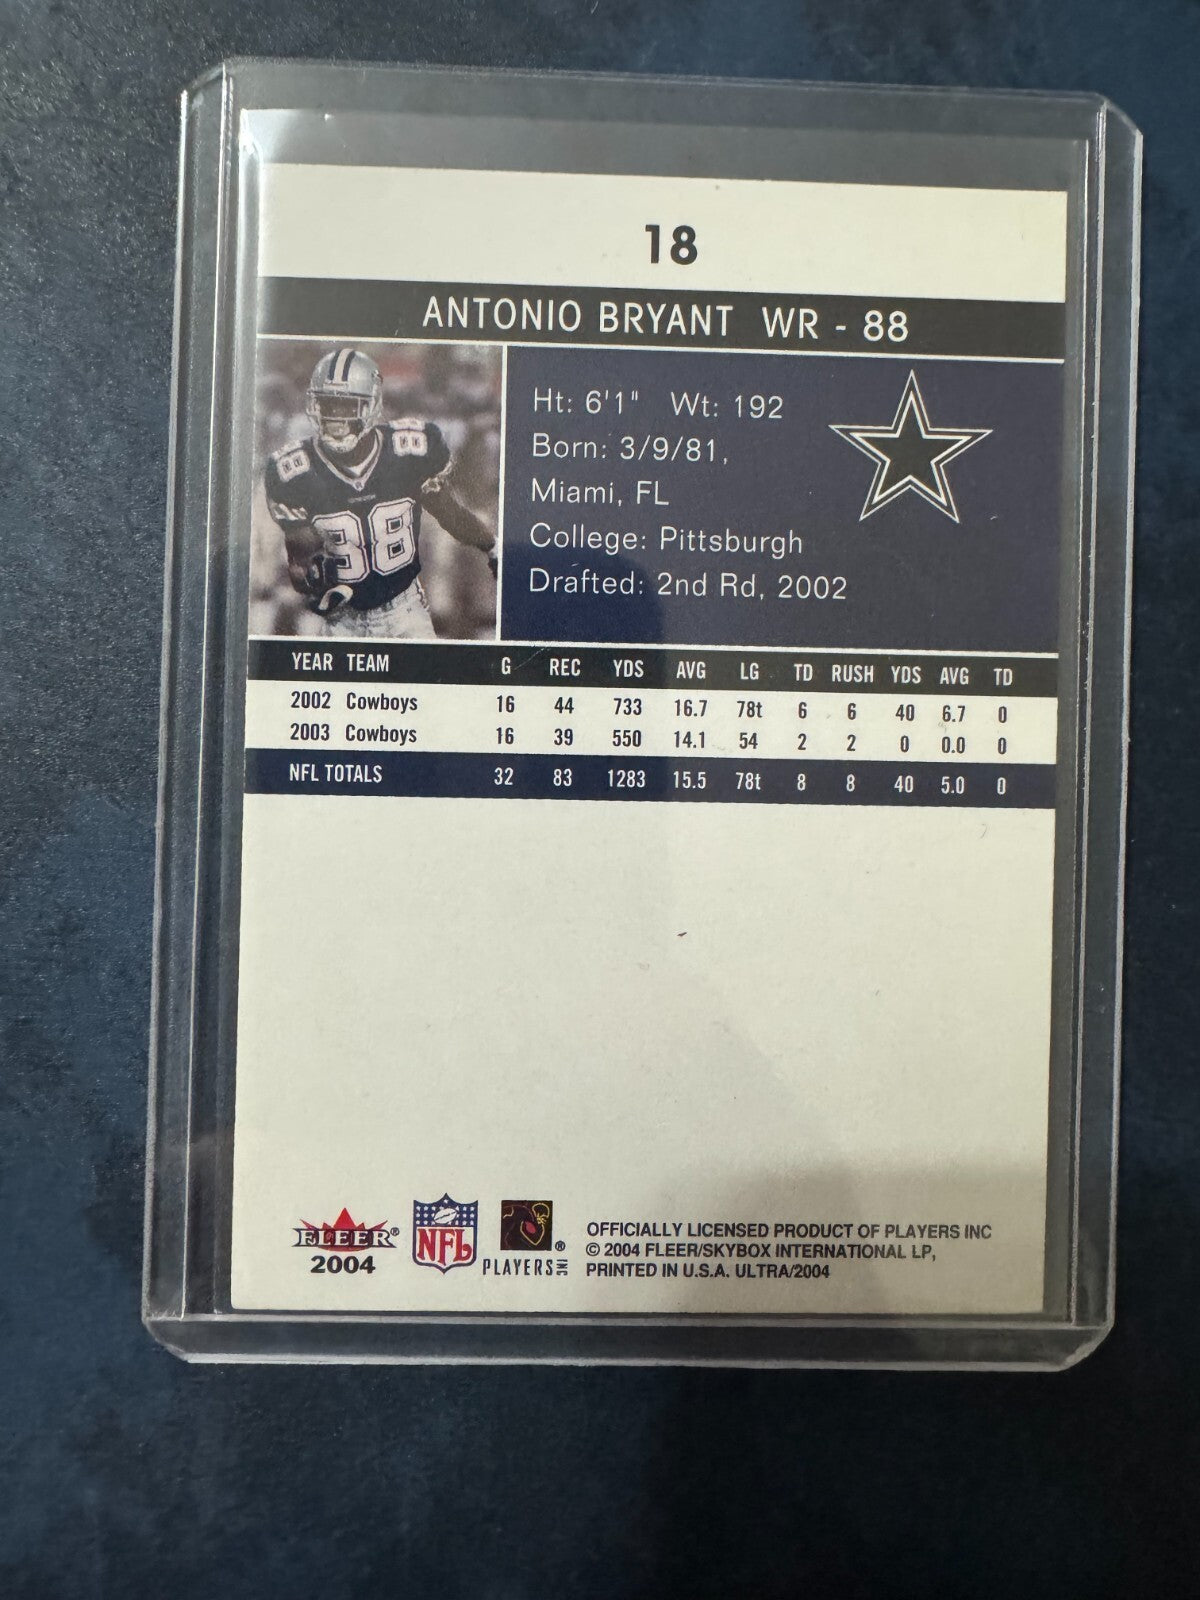 18
ANTONIO BRYANT WR - 88
88 88
88
Ht: 6'1" Wt: 192
Born: 3/9/81,
Miami, FL
College: Pittsburgh
Drafted: 2nd Rd, 2002
YEAR TEAM G REC YDS AVG LG TD RUSH YDS AVG TD
2002 Cowboys 16 44 733 16.7 78t 6 6 40 6.7 0
2003 Cowboys 16 39 550 14.1 54 2 2 0 0.0 0
NFL TOTALS 32 83 1283 15.5 78t 8 8 40 5.0 0
FLEER®
2004
NFL
PLAYERS INC ®
OFFICIALLY LICENSED PRODUCT OF PLAYERS INC
© 2004 FLEER/SKYBOX INTERNATIONAL LP,
PRINTED IN U.S.A. ULTRA/2004